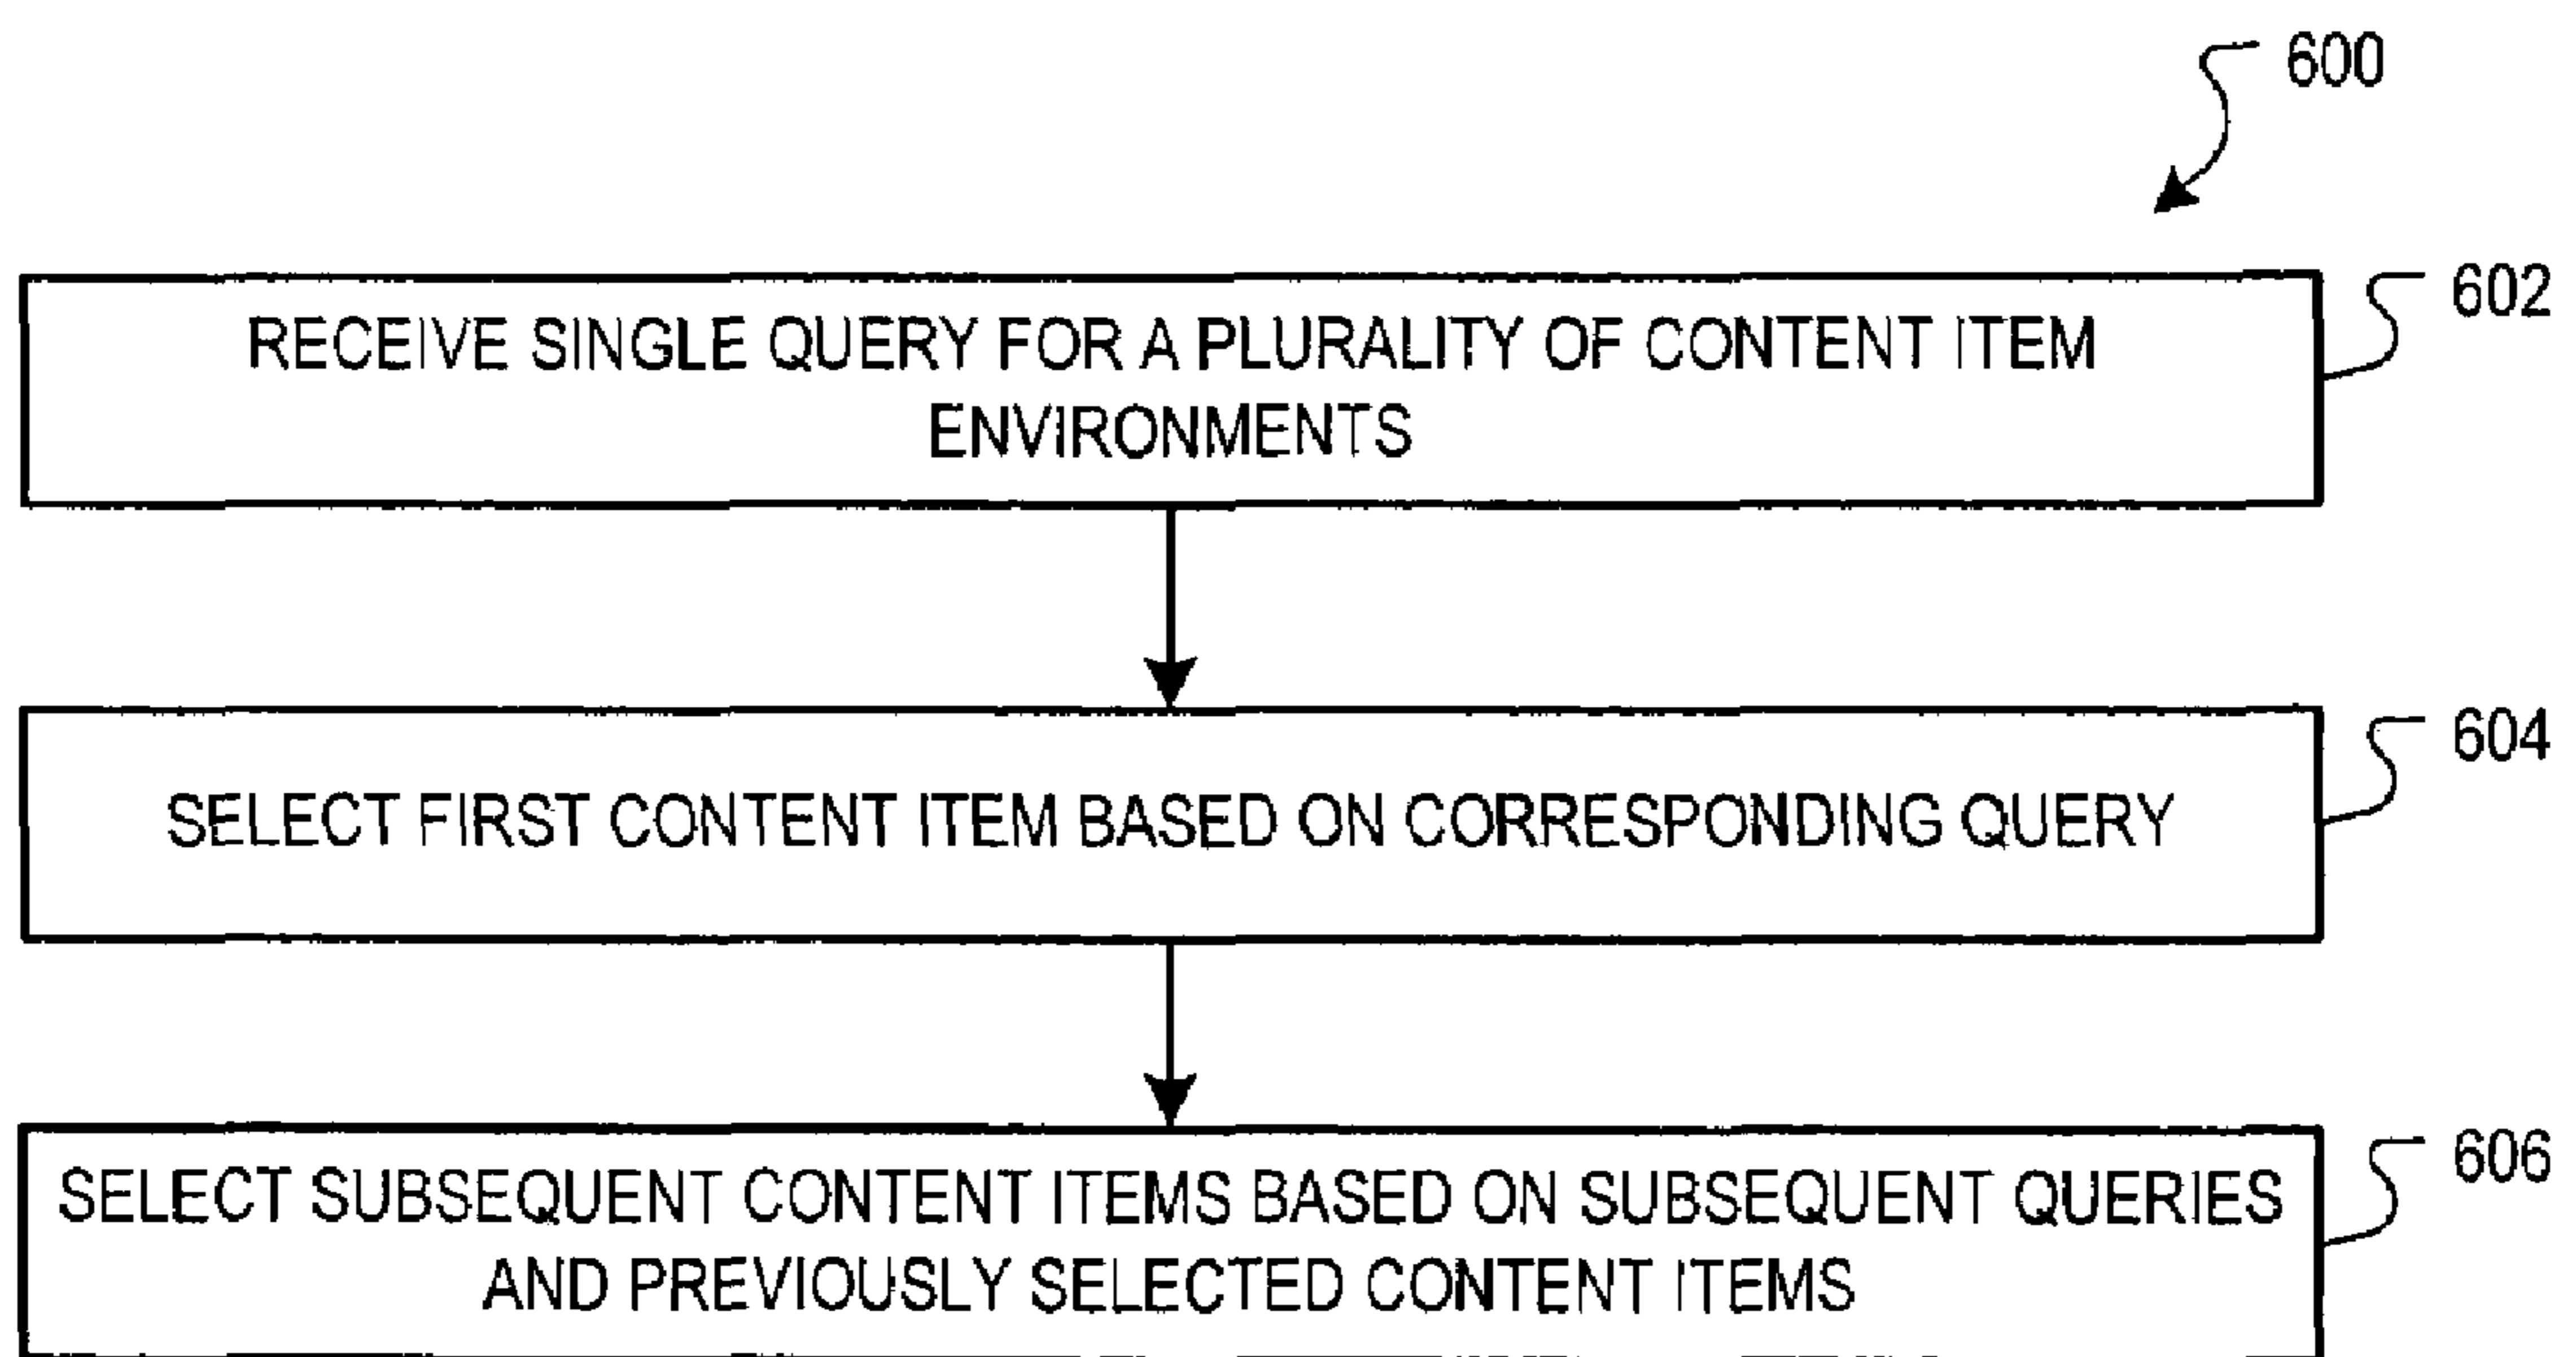 600
602
RECEIVE SINGLE QUERY FOR A PLURALITY OF CONTENT ITEM
ENVIRONMENTS
604
SELECT FIRST CONTENT ITEM BASED ON CORRESPONDING QUERY
606
SELECT SUBSEQUENT CONTENT ITEMS BASED ON SUBSEQUENT QUERIES
AND PREVIOUSLY SELECTED CONTENT ITEMS